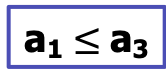 a₁ ≤ a₃